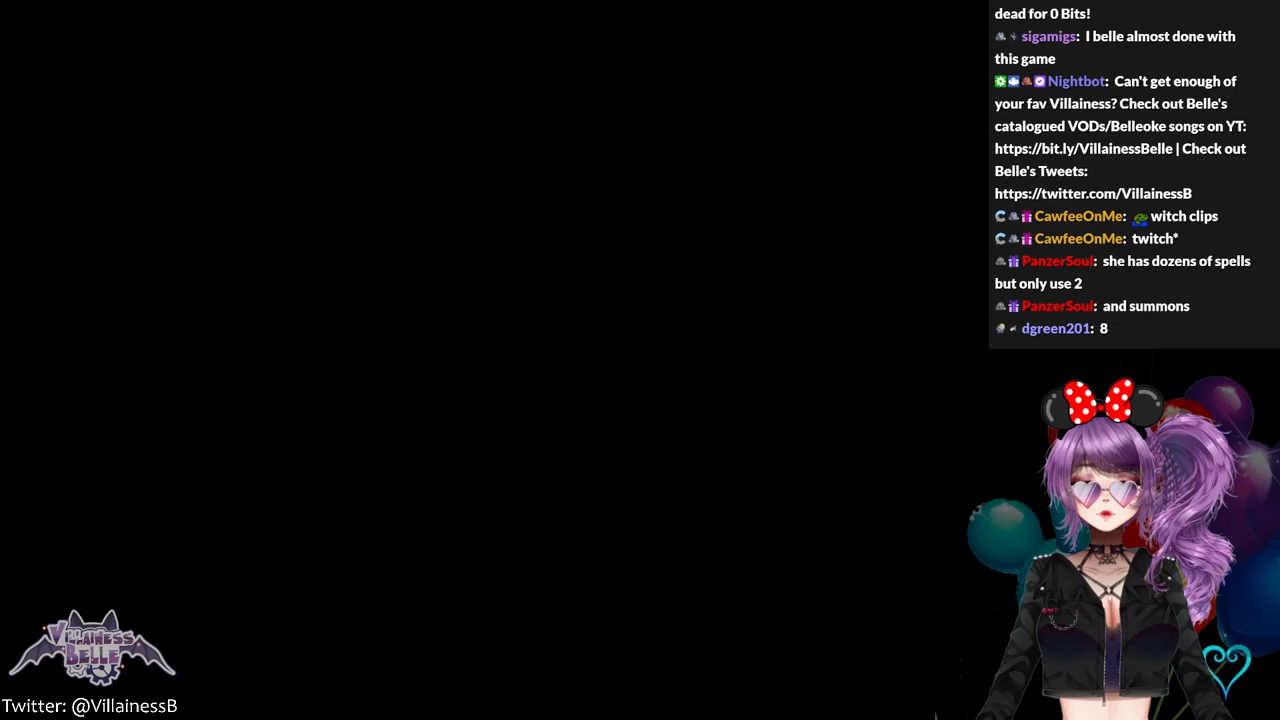 dead for 0 Bits!
sigamigs: I belle almost done with
this game
Nightbot: Can't get enough of
your fav Villainess? Check out Belle's
catalogued VODs/Belleoke songs on YT:
https://bit.ly/VillainessBelle | Check out
Belle's Tweets:
https://twitter.com/VillainessB
CawfeeOnMe: witch clips
CawfeeOnMe: twitch*
PanzerSoul: she has dozens of spells
but only use 2
PanzerSoul: and summons
dgreen201: 8
VILLAINESS
BELLE
Twitter: @VillainessB